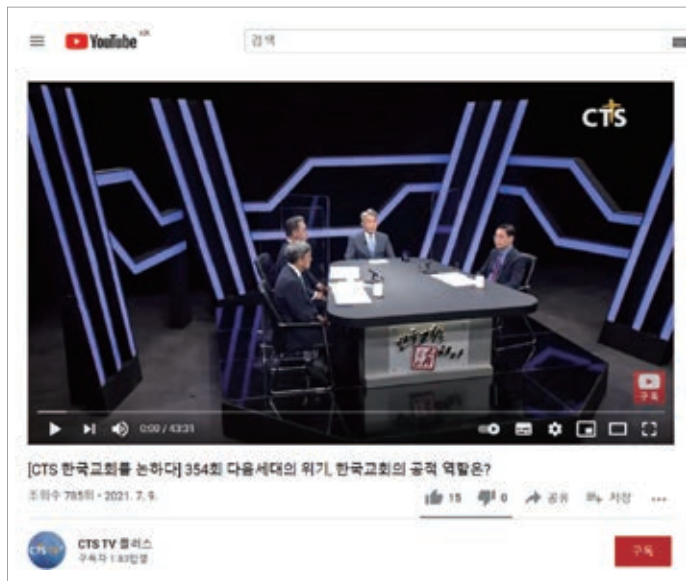 YouTube KR
검색
CTS
구독
0:00 / 43:31
[CTS 한국교회를 논하다] 354회 다음세대의 위기, 한국교회의 공적 역할은?
조회수 785회 • 2021. 7. 9.
15 0 공유 저장
CTS TV 플러스
구독자 1.83만명
구독